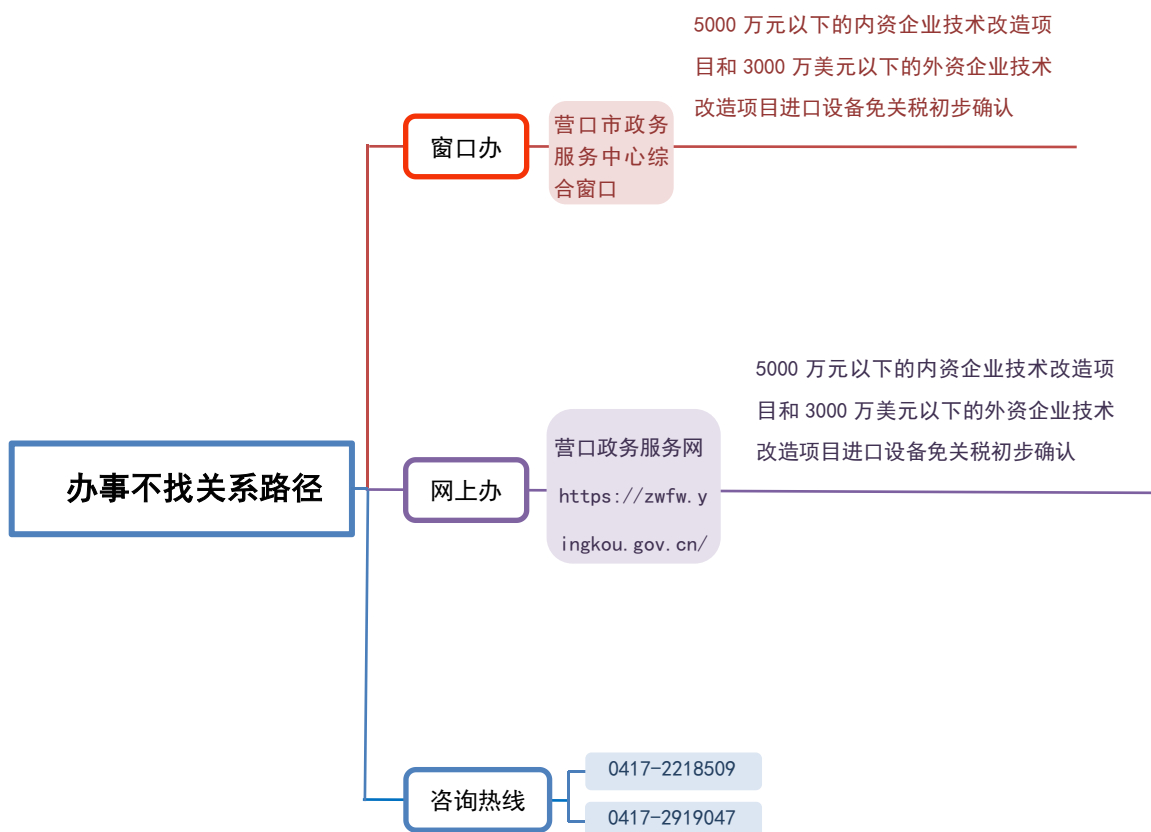 5000 万元以下的内资企业技术改造项
目和 3000 万美元以下的外资企业技术
改造项目进口设备免关税初步确认
窗口办
营口市政务
服务中心综
合窗口
5000 万元以下的内资企业技术改造项
目和 3000 万美元以下的外资企业技术
改造项目进口设备免关税初步确认
办事不找关系路径
网上办
营口政务服务网
https://zwfw.y
ingkou.gov.cn/
咨询热线
0417-2218509
0417-2919047